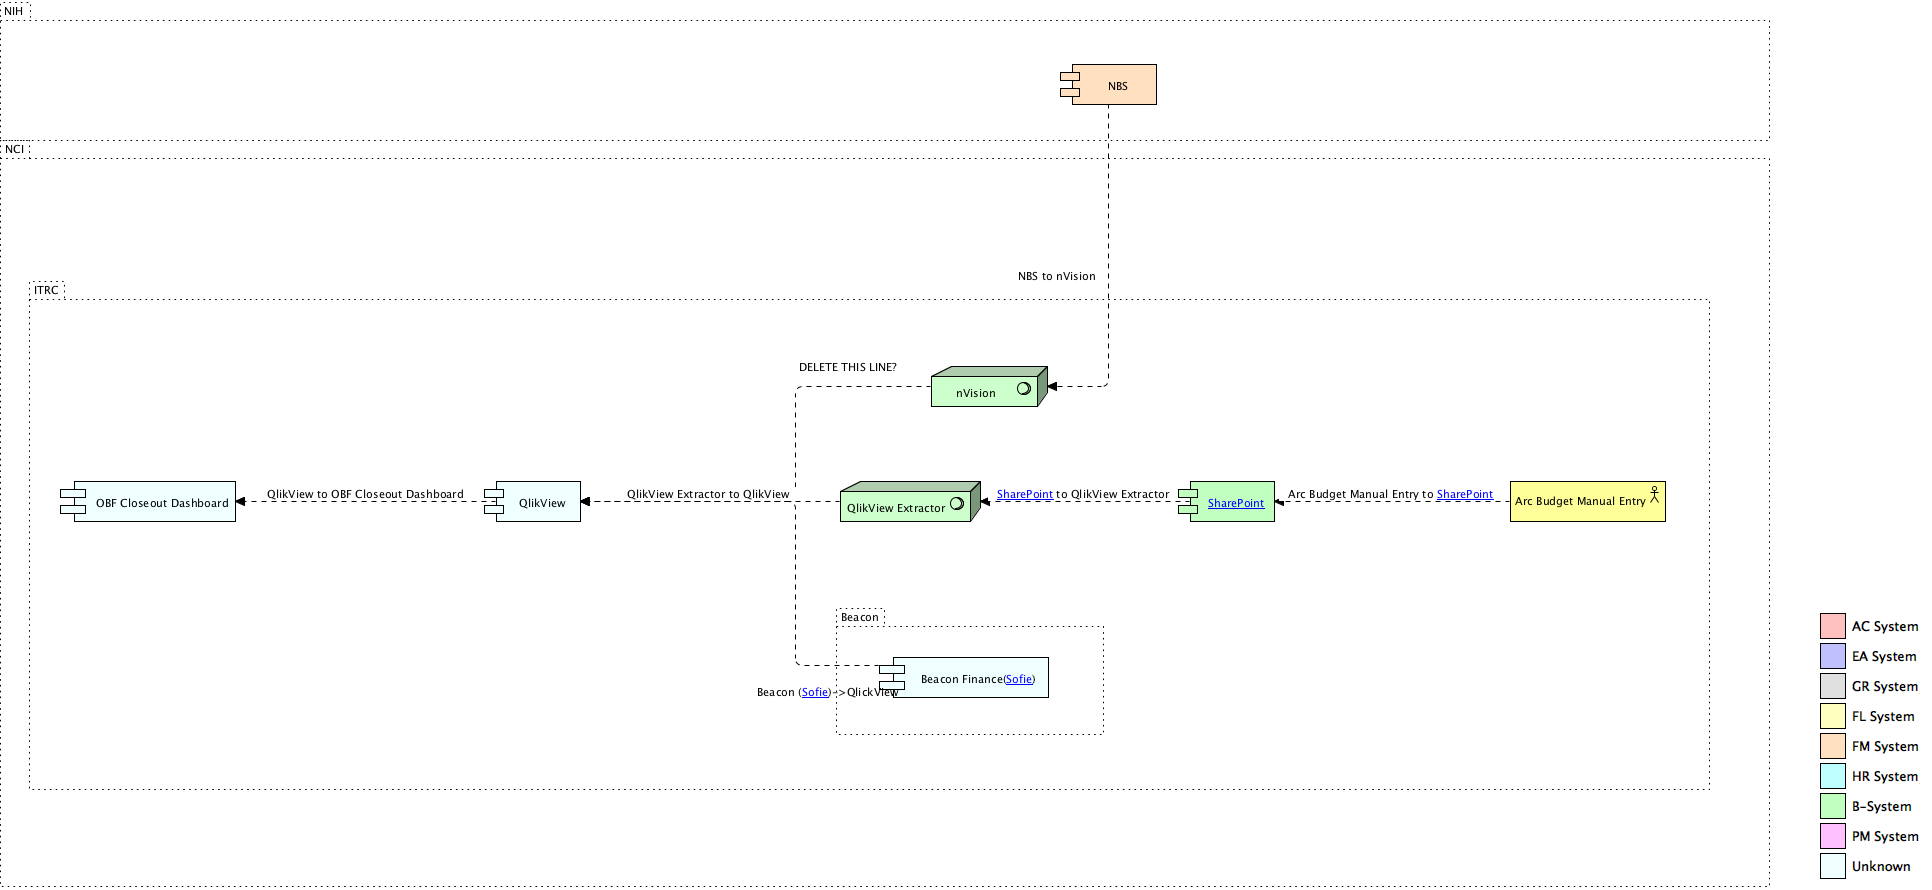 NIH
NBS
NCI
NBS to nVision
ITRC
DELETE THIS LINE?
nVision
OBF Closeout Dashboard
QlikView to OBF Closeout Dashboard
QlikView
QlikView Extractor to QlikView
QlikView Extractor
SharePoint to QlikView Extractor
SharePoint
Arc Budget Manual Entry to SharePoint
Arc Budget Manual Entry
Beacon
Beacon Finance(Sofie)
Beacon (Sofie)->QlickView
AC System
EA System
GR System
FL System
FM System
HR System
B-System
PM System
Unknown